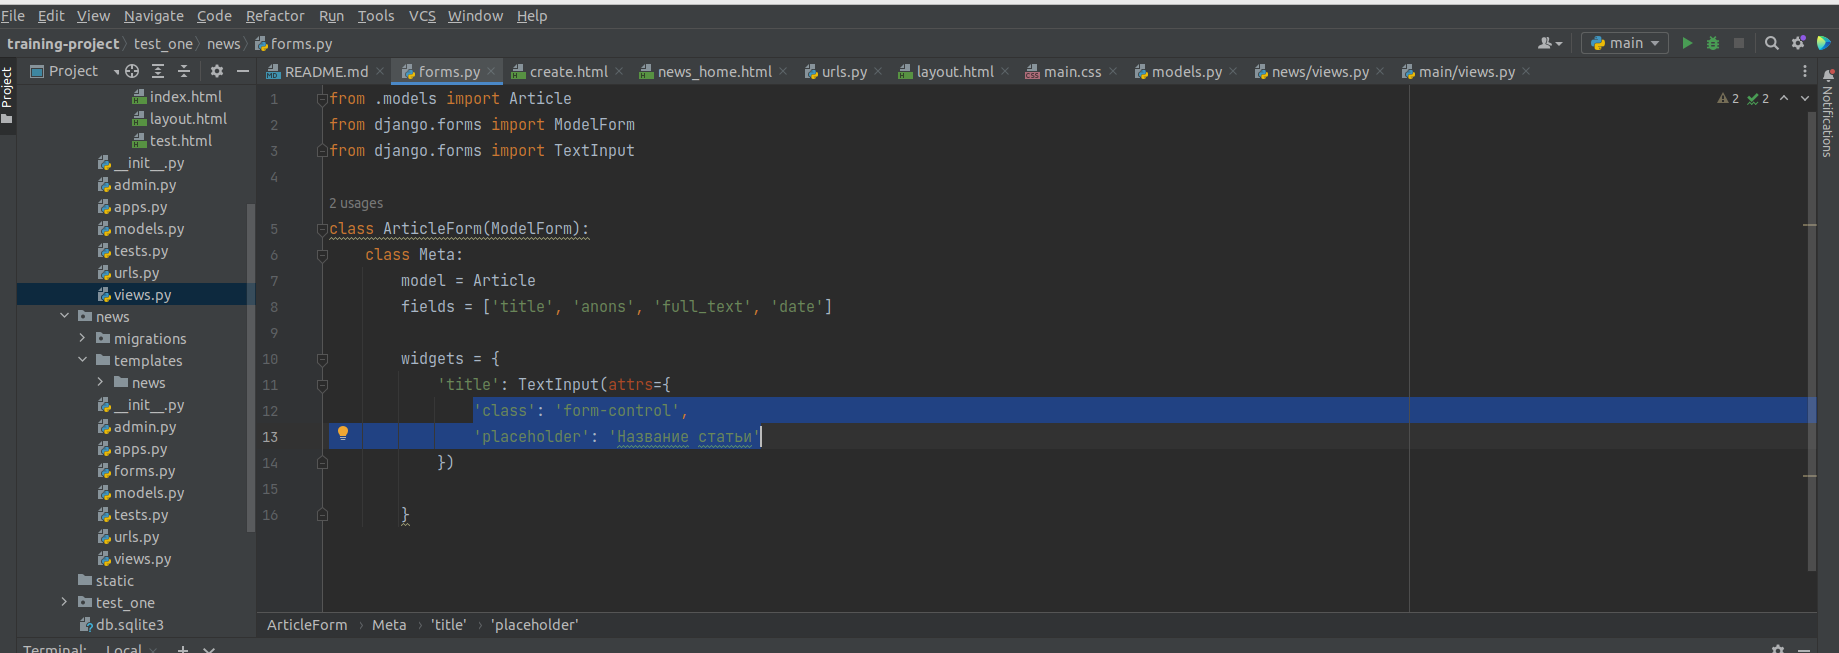 File Edit View Navigate Code Refactor Run Tools VCS Window Help
training-project test_one news forms.py main
Project
Project
README.md forms.py create.html news_home.html urls.py layout.html main.css models.py news/views.py main/views.py
index.html
layout.html
test.html
__init__.py
admin.py
apps.py
models.py
tests.py
urls.py
views.py
news
migrations
templates
news
__init__.py
admin.py
apps.py
forms.py
models.py
tests.py
urls.py
views.py
static
test_one
db.sqlite3
2 2
1 from .models import Article
2 from django.forms import ModelForm
3 from django.forms import TextInput
4
2 usages
5 class ArticleForm(ModelForm):
6 class Meta:
7 model = Article
8 fields = ['title', 'anons', 'full_text', 'date']
9
10 widgets = {
11 'title': TextInput(attrs={
12 'class': 'form-control',
13 'placeholder': 'Название статьи'
14 })
15
16 }
Notifications
ArticleForm Meta 'title' 'placeholder'
Terminal: Local